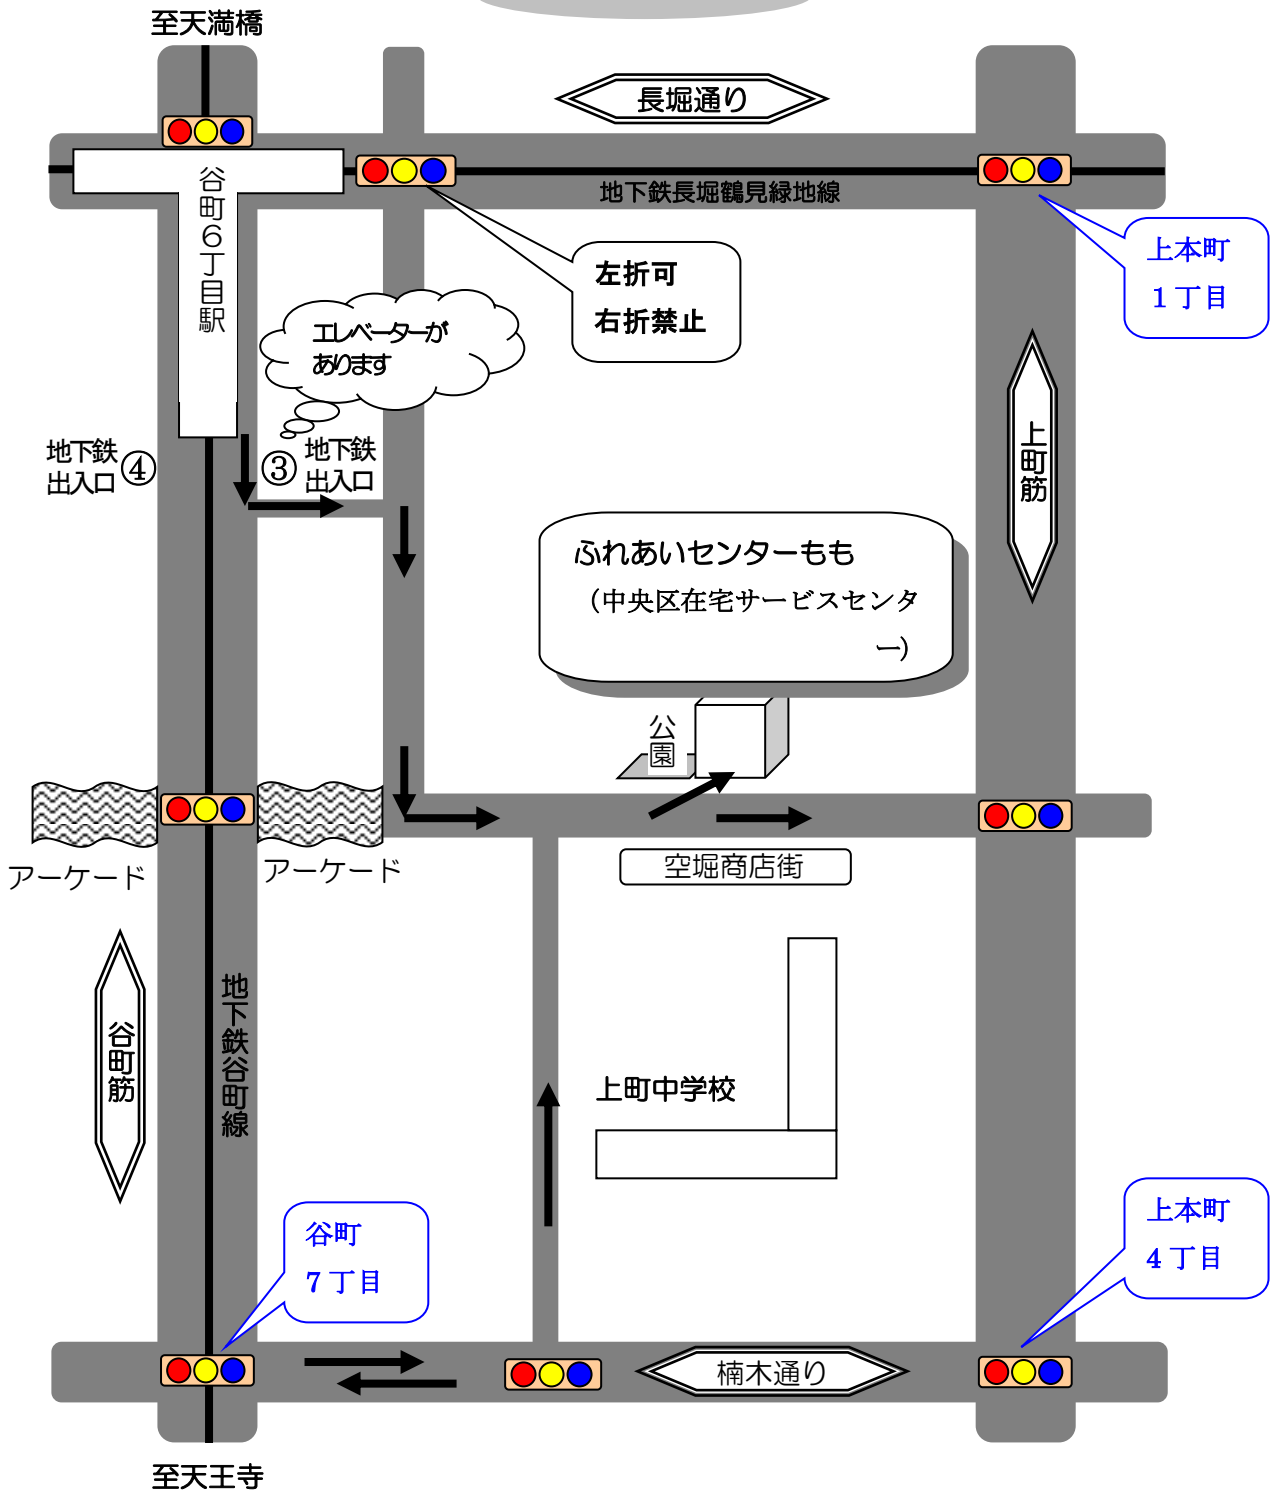 至天満橋
長堀通り
地下鉄長堀鶴見緑地線
谷町６丁目駅
左折可
右折禁止
上本町
１丁目
エレベーターが
あります
地下鉄
出入口
④
③
地下鉄
出入口
上町筋
ふれあいセンターもも
（中央区在宅サービスセンタ
ー）
公園
アーケード
アーケード
空堀商店街
谷町筋
地下鉄谷町線
上町中学校
谷町
７丁目
上本町
４丁目
楠木通り
至天王寺